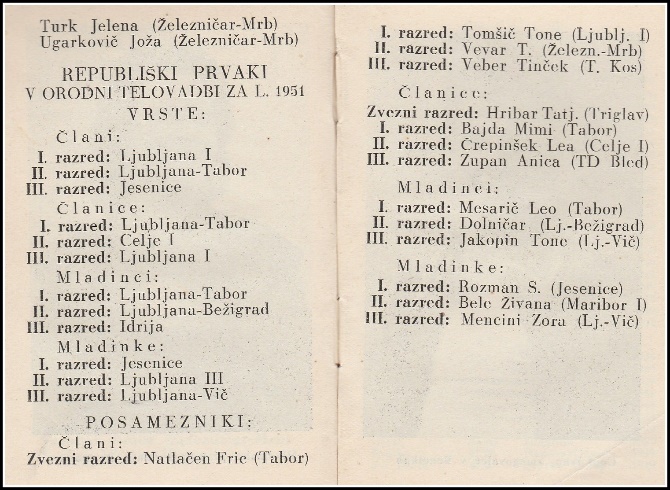 Turk Jelena (Železničar-Mrb)
Ugarkovič Joža (Železničar-Mrb)
REPUBLIŠKI PRVAKI
V ORODNI TELOVADBI ZA L. 1951
VRSTE:
Člani:
I. razred: Ljubljana I
II. razred: Ljubljana-Tabor
III. razred: Jesenice
Članice:
I. razred: Ljubljana-Tabor
II. razred: Celje I
III. razred: Ljubljana I
Mladinci:
I. razred: Ljubljana-Tabor
II. razred: Ljubljana-Bežigrad
III. razred: Idrija
Mladinke:
I. razred: Jesenice
II. razred: Ljubljana III
III. razred: Ljubljana-Vič
POSAMEZNIKI:
Člani:
Zvezni razred: Natlačen Fric (Tabor)
I. razred: Tomšič Tone (Ljublj. I)
II. razred: Vevar T. (Železn.-Mrb)
III. razred: Veber Tinček (T. Kos)
Članice:
Zvezni razred: Hribar Tatj. (Triglav)
I. razred: Bajda Mimi (Tabor)
II. razred: Črepinšek Lea (Celje I)
III. razred: Zupan Anica (TD Bled)
Mladinci:
I. razred: Mesarič Leo (Tabor)
II. razred: Dolničar (Lj.-Bežigrad)
III. razred: Jakopin Tone (Lj.-Vič)
Mladinke:
I. razred: Rozman S. (Jesenice)
II. razred: Belc Živana (Maribor I)
III. razred: Mencini Zora (Lj.-Vič)